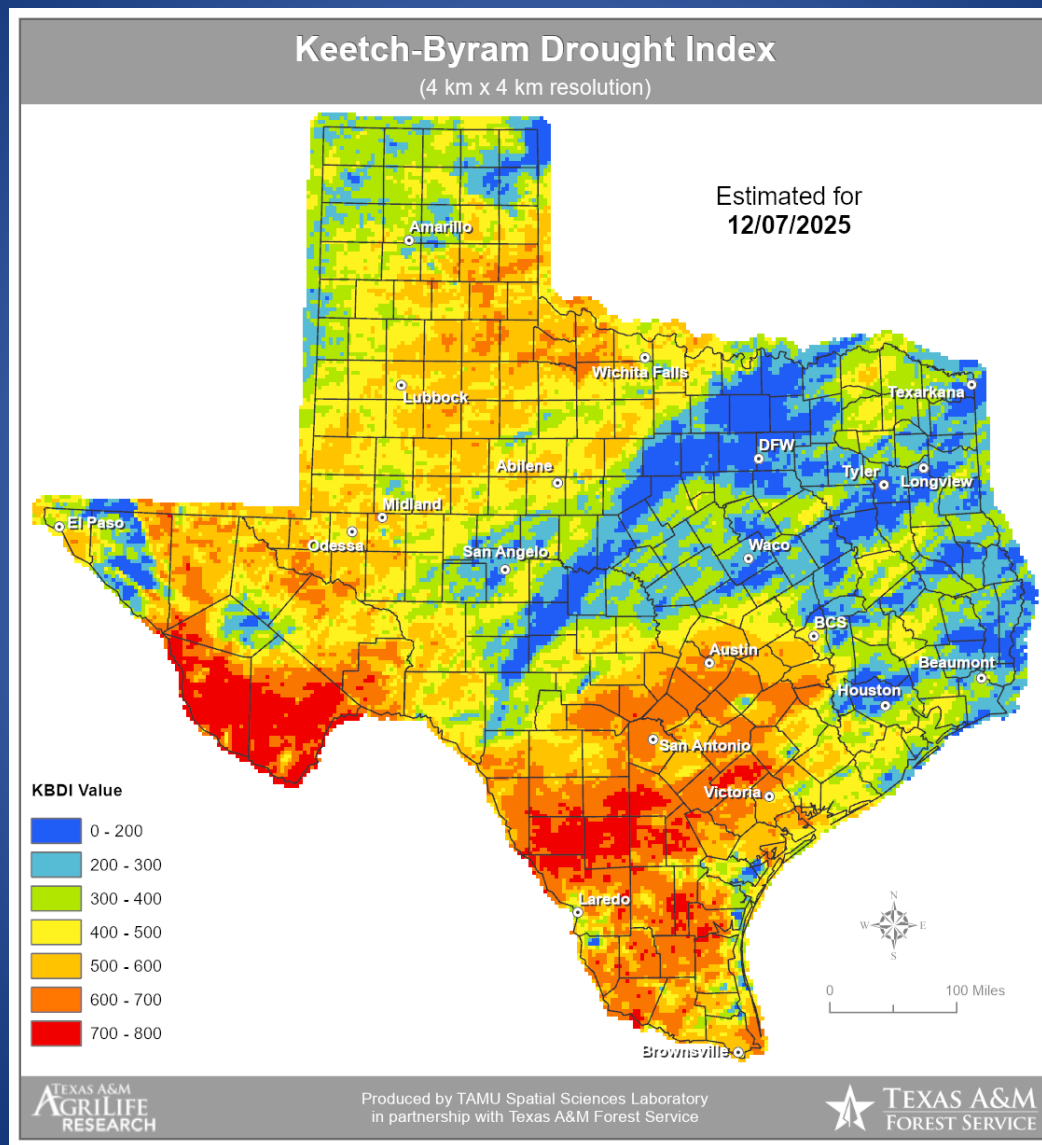 Keetch-Byram Drought Index
(4 km x 4 km resolution)
Estimated for
12/07/2025
Amarillo
Wichita Falls
Lubbock
Texarkana
DFW
Abilene
Tyler
Longview
Midland
El Paso
Odessa
San Angelo
Waco
BCS
Austin
Beaumont
Houston
San Antonio
Victoria
Laredo
Brownsville
KBDI Value
0 - 200
200 - 300
300 - 400
400 - 500
500 - 600
600 - 700
700 - 800
N
W E
S
0 100 Miles
TEXAS A&M
AGRILIFE
RESEARCH
Produced by TAMU Spatial Sciences Laboratory
in partnership with Texas A&M Forest Service
TEXAS A&M
FOREST SERVICE